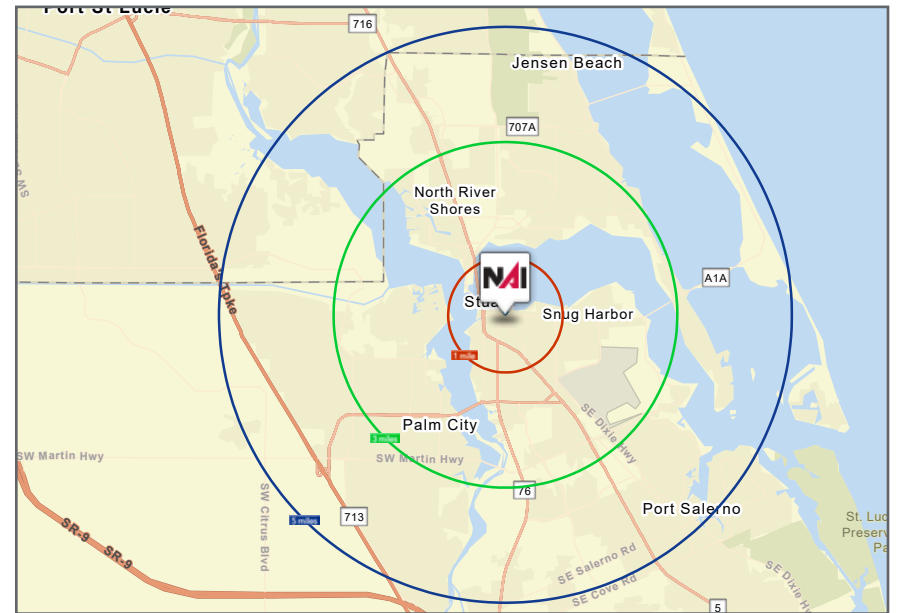 Port St Lucie
716
Jensen Beach
707A
North River
Shores
Florida's Tpke
NAI
A1A
Stua
Snug Harbor
1 mile
SE Dixie Hwy
Palm City
3 miles
SW Martin Hwy
SW Martin Hwy
76
SW Citrus Blvd
5 miles
713
Port Salerno
St. Luc
Preserv
Pa
SR-9
SR-9
SE Salerno Rd
SE Cove Rd
SE Dixie H
5